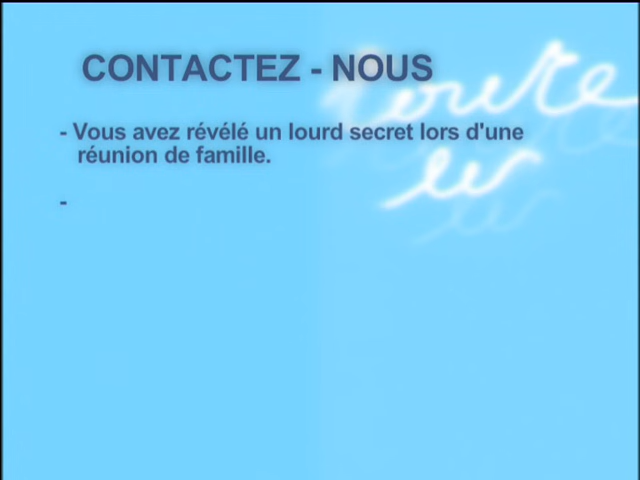 CONTACTEZ - NOUS
- Vous avez révélé un lourd secret lors d'une
réunion de famille.
-